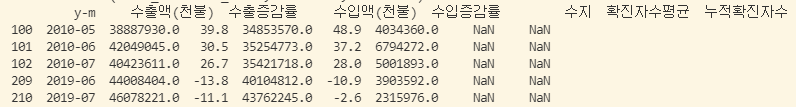 y-m 수출액(천불) 수출증감률 수입액(천불) 수입증감률 수지 확진자수평균 누적확진자수
100 2010-05 38887930.0 39.8 34853570.0 48.9 4034360.0 NaN NaN
101 2010-06 42049045.0 30.5 35254773.0 37.2 6794272.0 NaN NaN
102 2010-07 40423611.0 26.7 35421718.0 28.0 5001893.0 NaN NaN
209 2019-06 44008404.0 -13.8 40104812.0 -10.9 3903592.0 NaN NaN
210 2019-07 46078221.0 -11.1 43762245.0 -2.6 2315976.0 NaN NaN